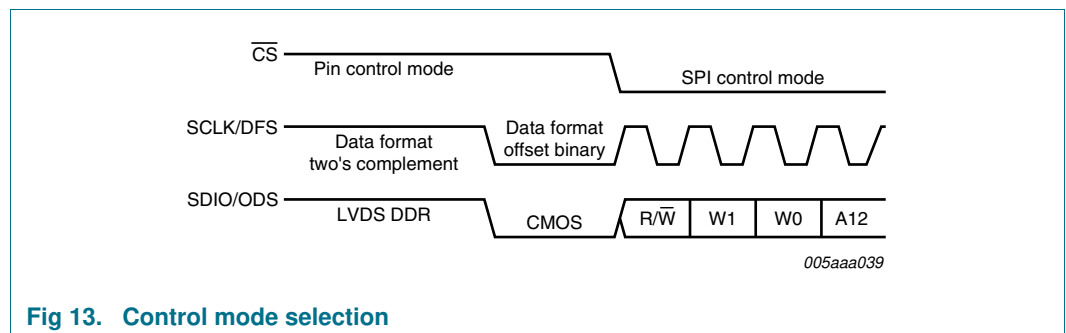 C̅S̅
Pin control mode
SPI control mode
SCLK/DFS
Data format
two's complement
Data format
offset binary
SDIO/ODS
LVDS DDR
CMOS
R/W̅
W1
W0
A12
005aaa039
Fig 13. Control mode selection